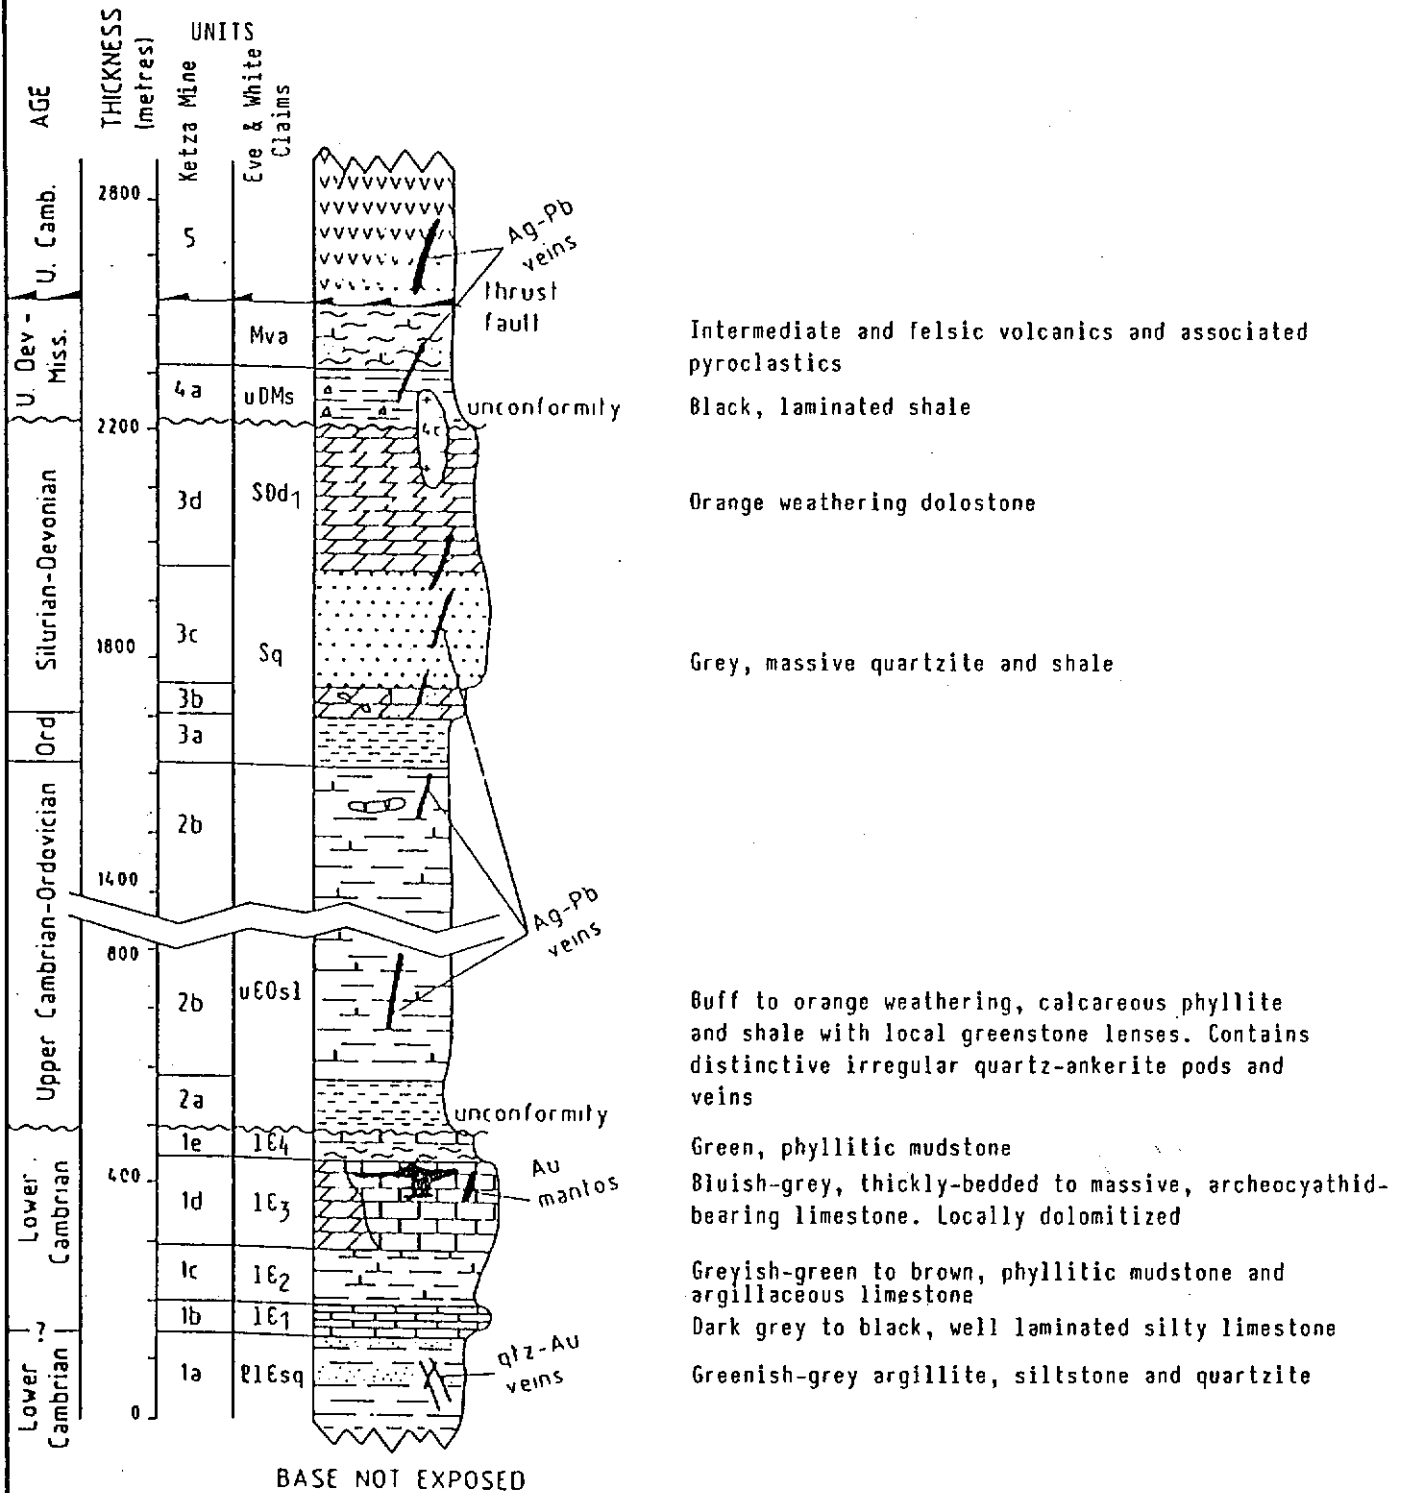 AGE
THICKNESS
(metres)
UNITS
Ketza Mine
Eve & White
Claims
U. Camb.
2800
5
Ag-Pb
veins
thrust
fault
U. Dev -
Miss.
Mva
Intermediate and felsic volcanics and associated
pyroclastics
4a
uDMs
unconformity
Black, laminated shale
2200
4c
Silurian-Devonian
3d
SDd1
Orange weathering dolostone
3c
1800
Sq
Grey, massive quartzite and shale
3b
Ord
3a
Upper Cambrian-Ordovician
2b
1400
Ag-Pb
veins
800
2b
uЄOsl
Buff to orange weathering, calcareous phyllite
and shale with local greenstone lenses. Contains
distinctive irregular quartz-ankerite pods and
veins
2a
unconformity
Lower
Cambrian
1e
lЄ4
Green, phyllitic mudstone
400
Au
mantos
1d
lЄ3
Bluish-grey, thickly-bedded to massive, archeocyathid-
bearing limestone. Locally dolomitized
1c
lЄ2
Greyish-green to brown, phyllitic mudstone and
argillaceous limestone
1b
lЄ1
Dark grey to black, well laminated silty limestone
?
Lower
Cambrian
1a
PlЄsq
qtz-Au
veins
Greenish-grey argillite, siltstone and quartzite
0
BASE NOT EXPOSED